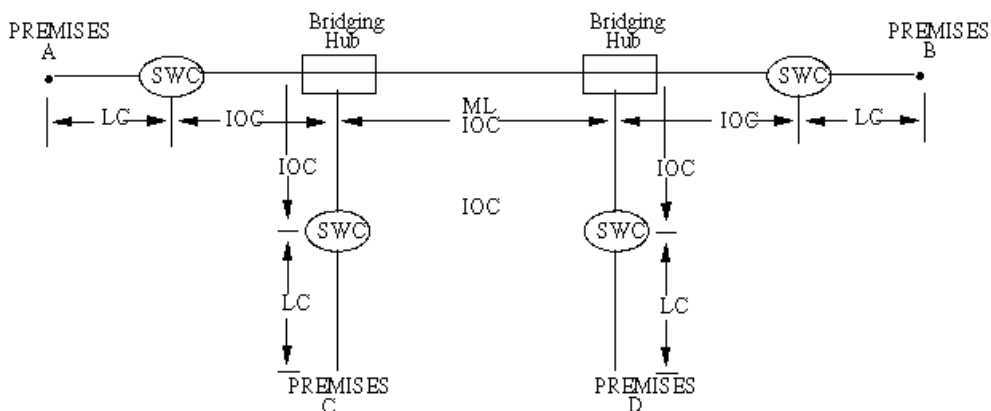 PREMISES
A
Bridging
Hub
Bridging
Hub
PREMISES
B
SWC
SWC
LC
IOC
ML
IOC
IOC
LC
IOC
IOC
IOC
SWC
SWC
LC
LC
PREMISES
C
PREMISES
D